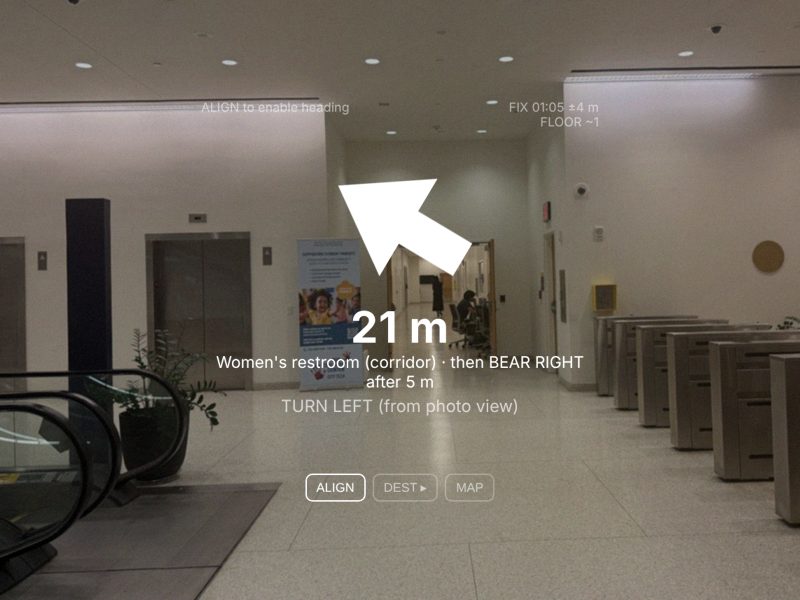 ALIGN to enable heading
FIX 01:05 ±4 m
FLOOR ~1
21 m
Women's restroom (corridor) · then BEAR RIGHT
after 5 m
TURN LEFT (from photo view)
ALIGN
DEST ▸
MAP